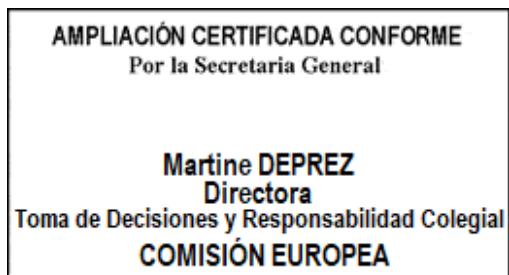 AMPLIACIÓN CERTIFICADA CONFORME
Por la Secretaria General
Martine DEPREZ
Directora
Toma de Decisiones y Responsabilidad Colegial
COMISIÓN EUROPEA